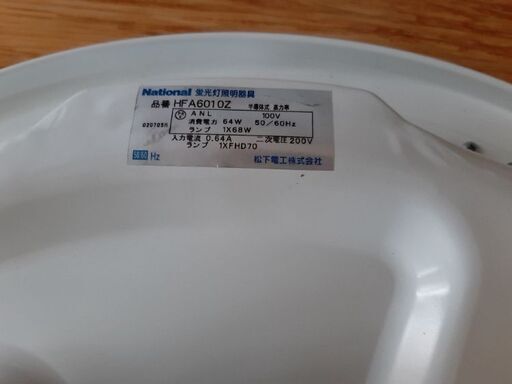 National 蛍光灯照明器具
品番 HFA6010Z 半導体式 高力率
ANL 100V
消費電力 64W 50/60Hz
ランプ 1X68W
入力電流 0.64A 二次電圧 200V
ランプ 1XFHD70
50 60 Hz 松下電工株式会社